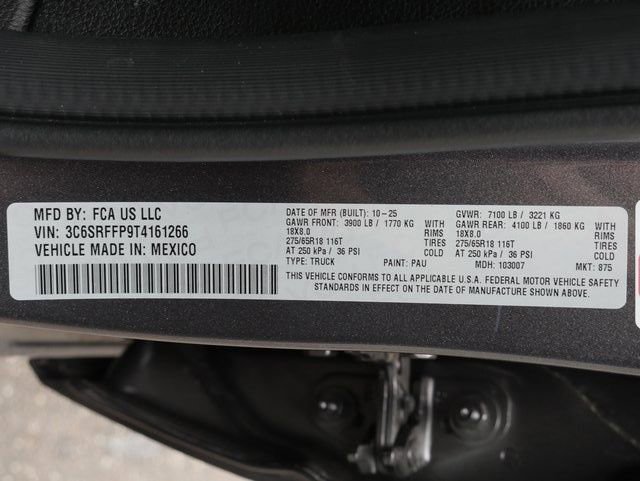 MFD BY: FCA US LLC
VIN: 3C6SRFFP9T4161266
VEHICLE MADE IN: MEXICO
DATE OF MFR (BUILT): 10-25 GVWR: 7100 LB / 3221 KG
GAWR FRONT: 3900 LB / 1770 KG WITH GAWR REAR: 4100 LB / 1860 KG WITH
18X8.0 RIMS 18X8.0 RIMS
275/65R18 116T TIRES 275/65R18 116T TIRES
AT 250 kPa / 36 PSI COLD AT 250 kPa / 36 PSI COLD
TYPE: TRUCK PAINT: PAU MDH: 103007 MKT: 875
THIS VEHICLE CONFORMS TO ALL APPLICABLE U.S.A. FEDERAL MOTOR VEHICLE SAFETY
STANDARDS IN EFFECT ON THE DATE OF MANUFACTURE SHOWN ABOVE.